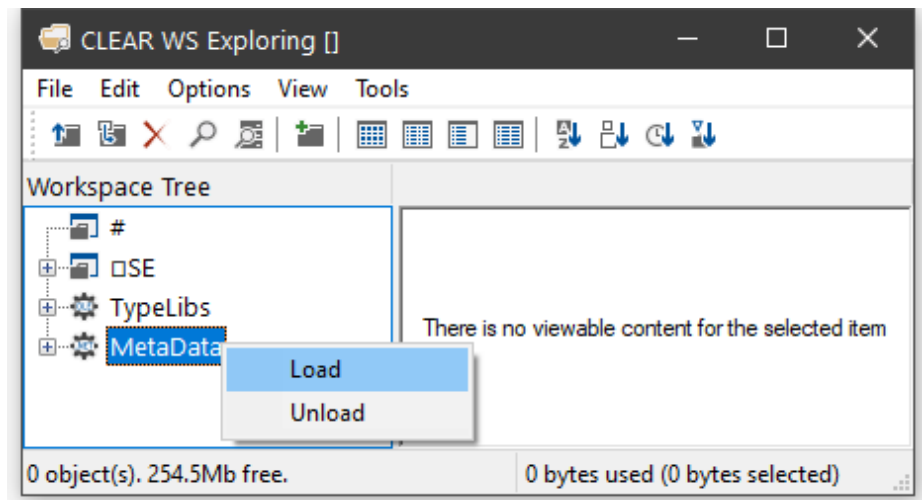 CLEAR WS Exploring []
File Edit Options View Tools
Workspace Tree
#
⎕SE
TypeLibs
MetaData
There is no viewable content for the selected item
Load
Unload
0 object(s). 254.5Mb free.
0 bytes used (0 bytes selected)